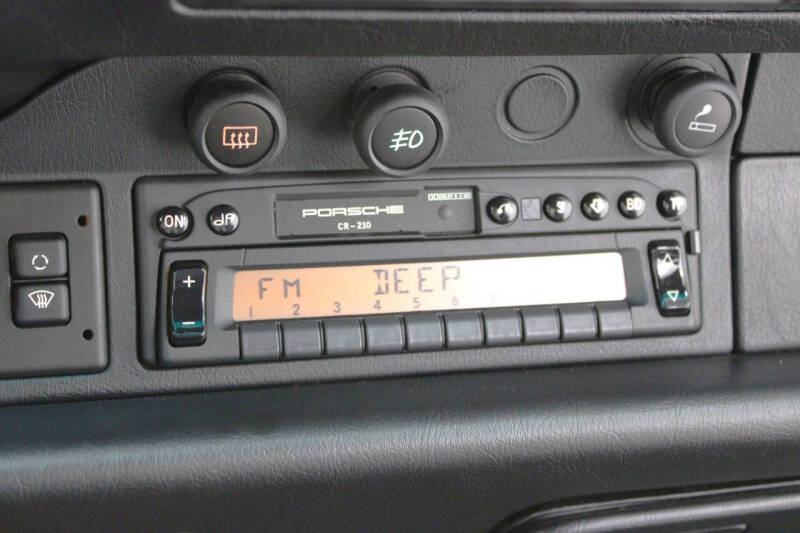 ON
PORSCHE
CR-210
FM DEEP
1 2 3 4 5 6 7